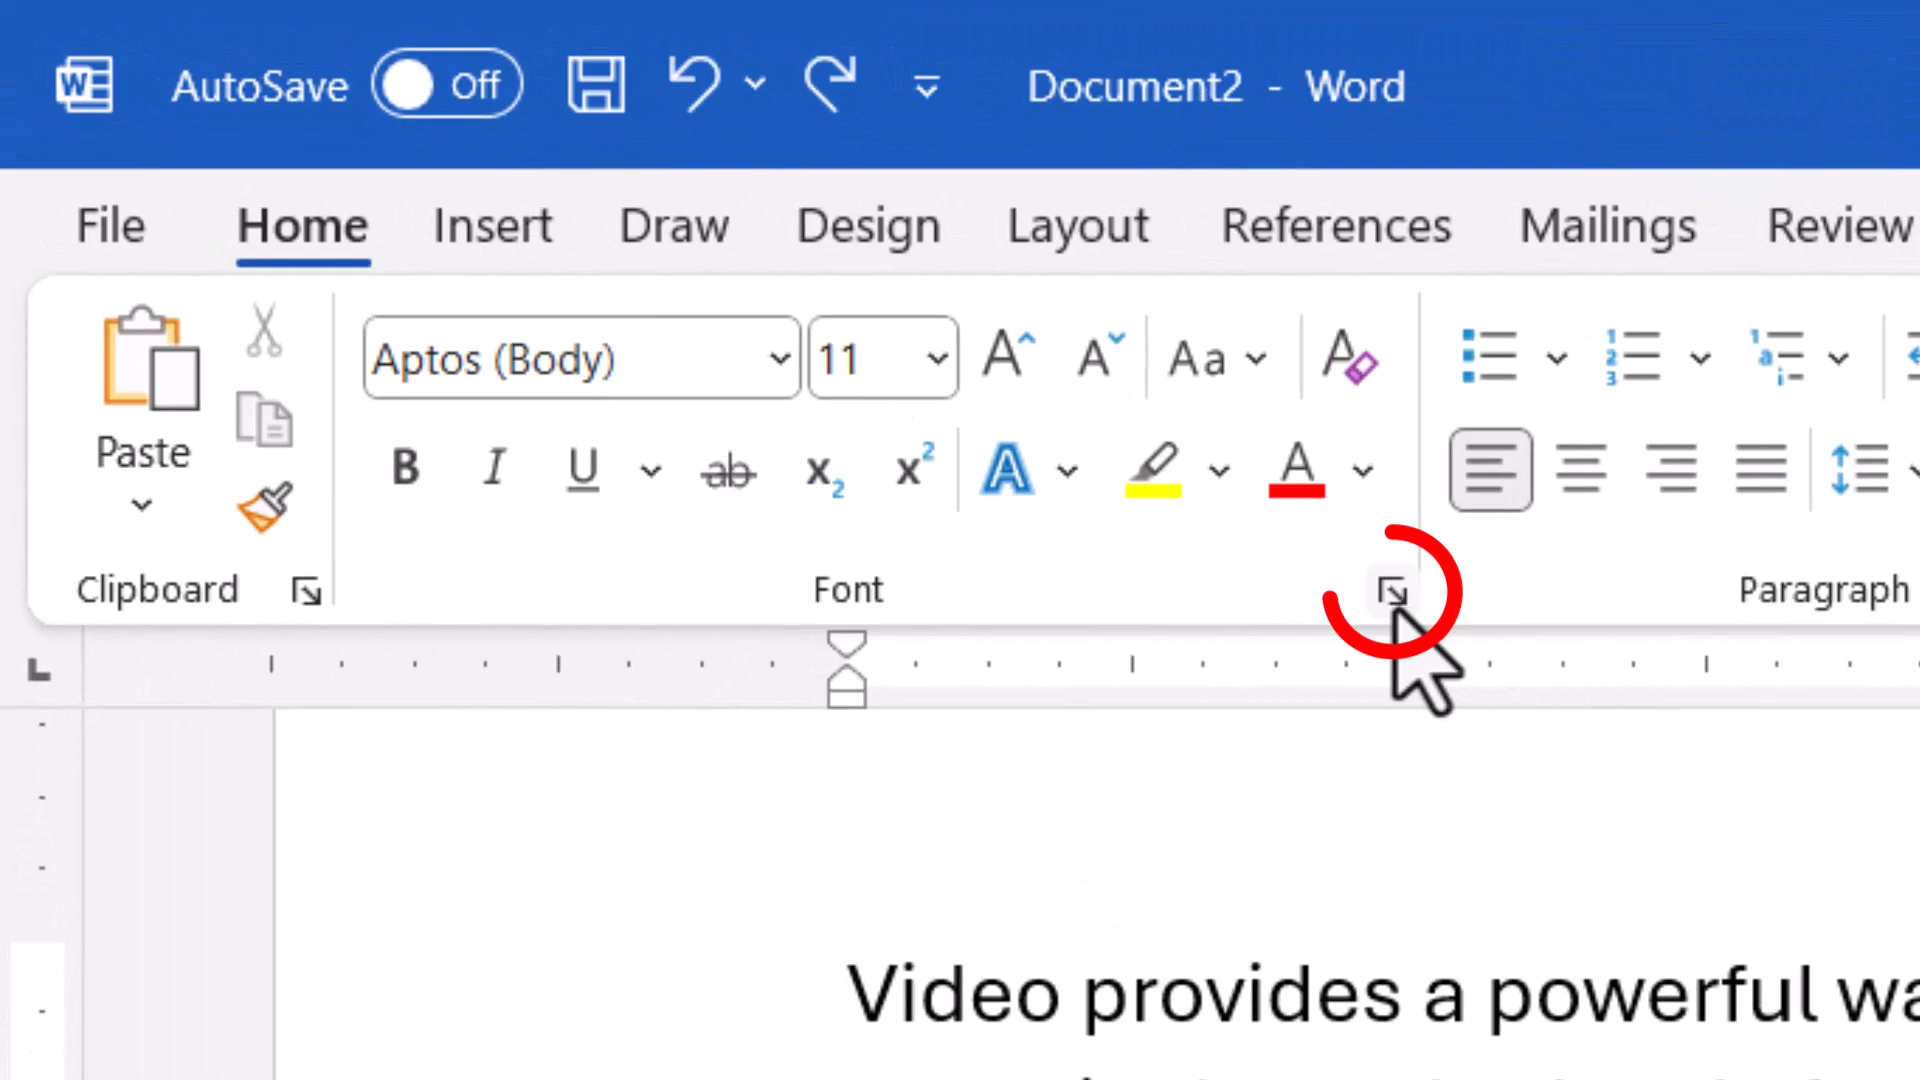 AutoSave Off Document2 - Word
File Home Insert Draw Design Layout References Mailings Review
Paste
Aptos (Body) 11 Aa
B I U ab x2 x2 A A
Clipboard Font Paragraph
Video provides a powerful wa